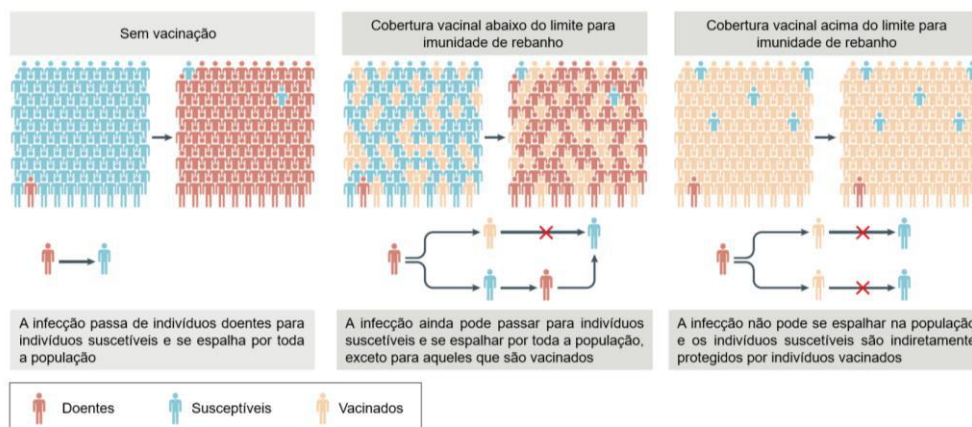 Sem vacinação
Cobertura vacinal abaixo do limite para
imunidade de rebanho
Cobertura vacinal acima do limite para
imunidade de rebanho
A infecção passa de indivíduos doentes para
indivíduos suscetíveis e se espalha por toda
a população
A infecção ainda pode passar para indivíduos
suscetíveis e se espalhar por toda a população,
exceto para aqueles que são vacinados
A infecção não pode se espalhar na população
e os indivíduos suscetíveis são indiretamente
protegidos por indivíduos vacinados
Doentes
Susceptíveis
Vacinados